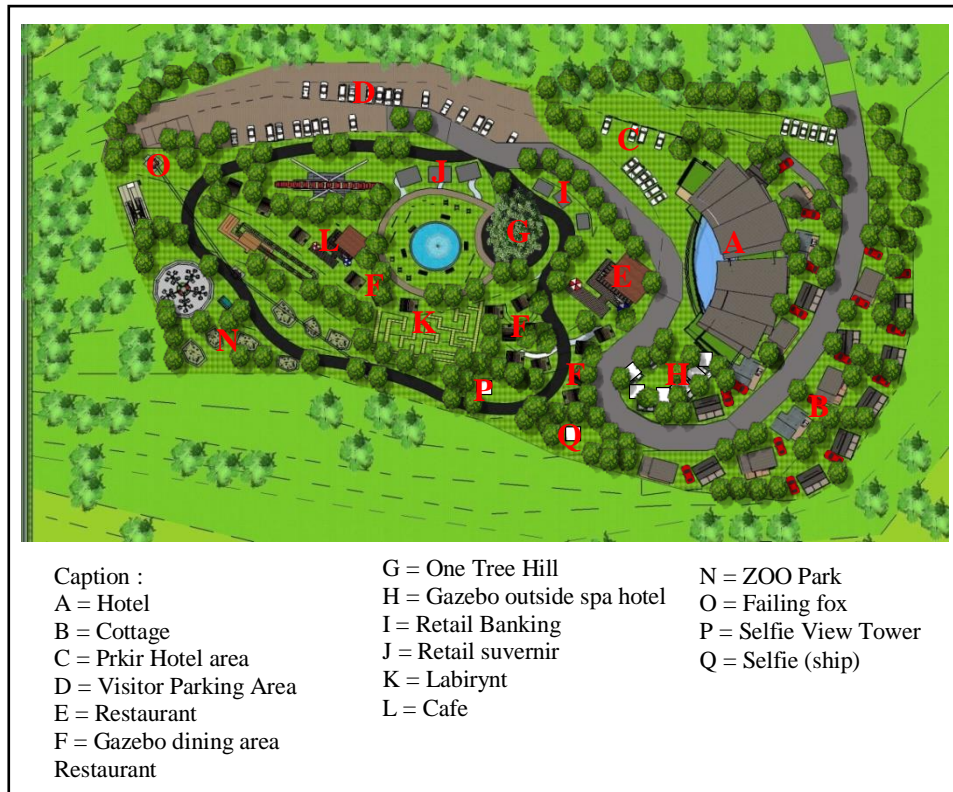 D
C
O
J
I
G
L
A
E
F
K
F
N
F
H
P
B
Q
Caption :
A = Hotel
B = Cottage
C = Prkir Hotel area
D = Visitor Parking Area
E = Restaurant
F = Gazebo dining area
Restaurant
G = One Tree Hill
H = Gazebo outside spa hotel
I = Retail Banking
J = Retail suvernir
K = Labirynt
L = Cafe
N = ZOO Park
O = Failing fox
P = Selfie View Tower
Q = Selfie (ship)